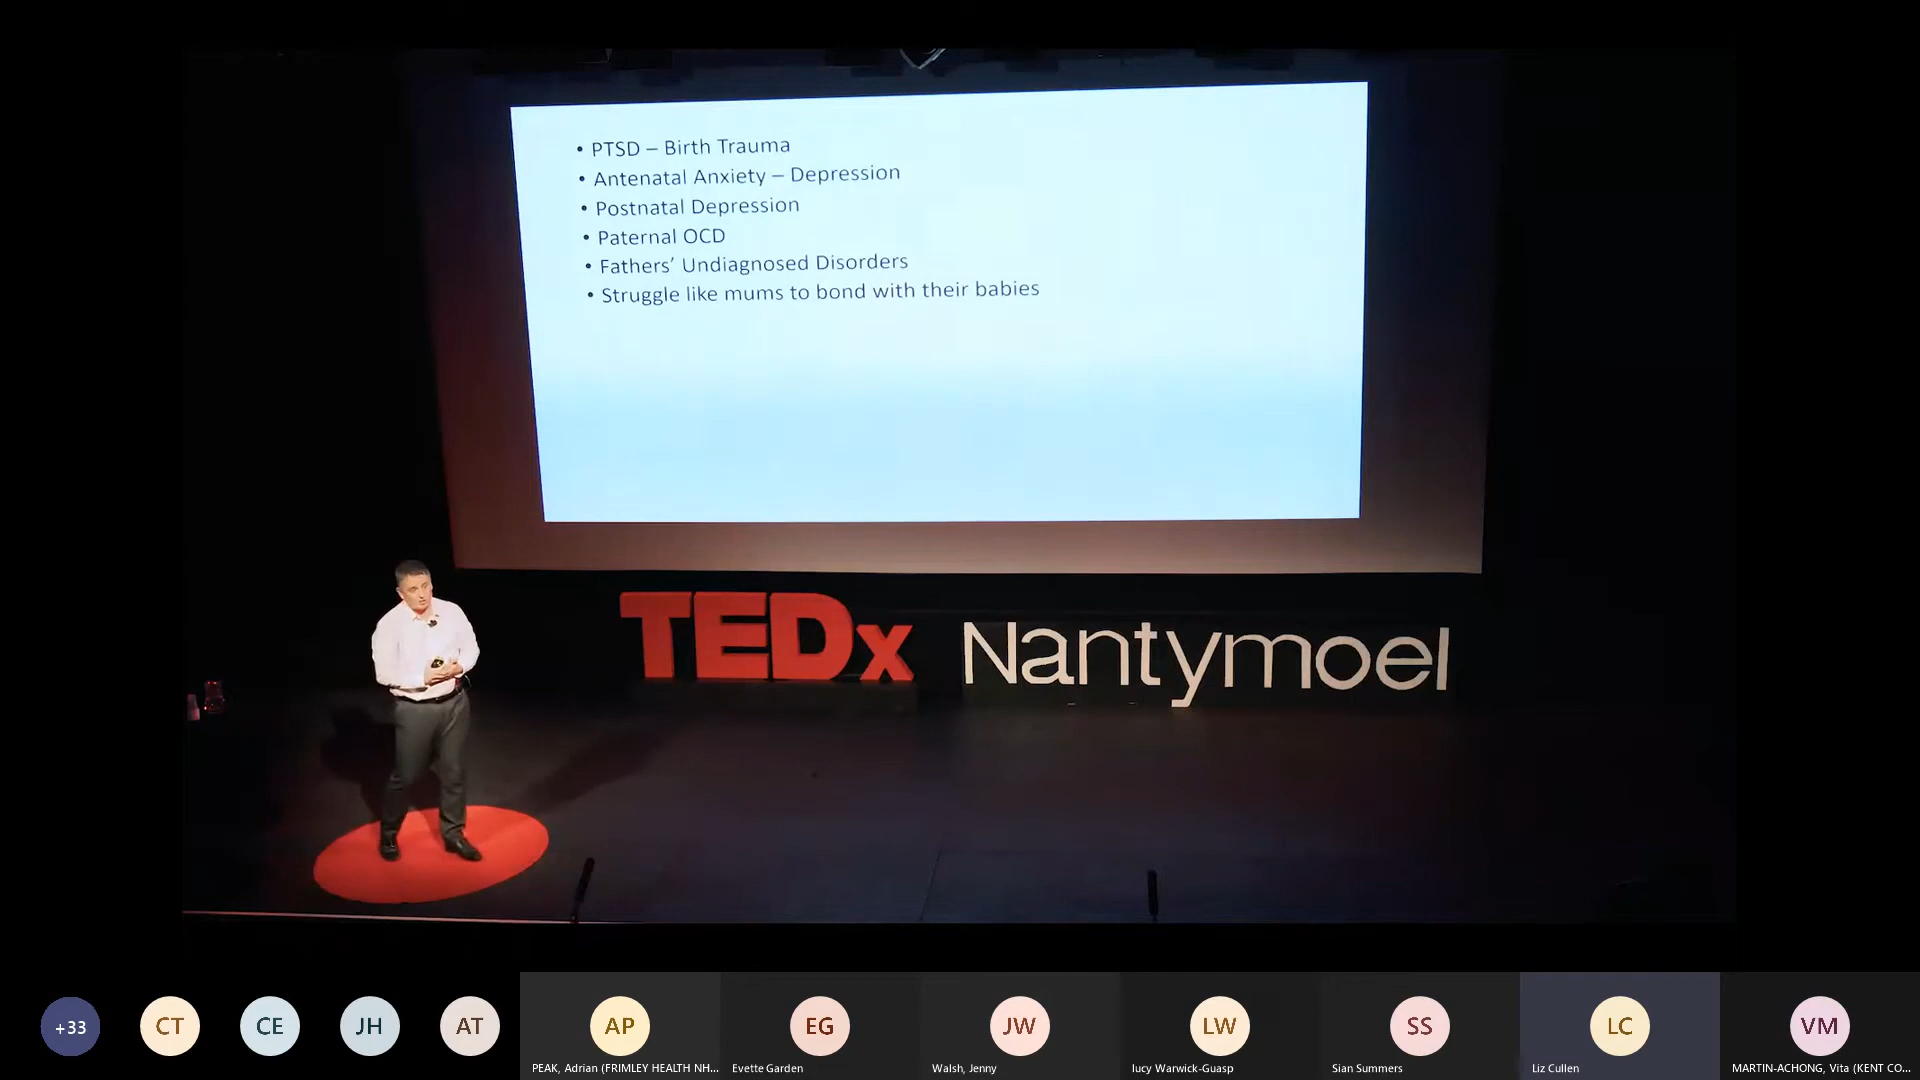 • PTSD – Birth Trauma
• Antenatal Anxiety – Depression
• Postnatal Depression
• Paternal OCD
• Fathers’ Undiagnosed Disorders
• Struggle like mums to bond with their babies
TEDx Nantymoel
+33
CT
CE
JH
AT
AP
EG
JW
LW
SS
LC
VM
PEAK, Adrian (FRIMLEY HEALTH NH...
Evette Garden
Walsh, Jenny
lucy Warwick-Guasp
Sian Summers
Liz Cullen
MARTIN-ACHONG, Vita (KENT CO...